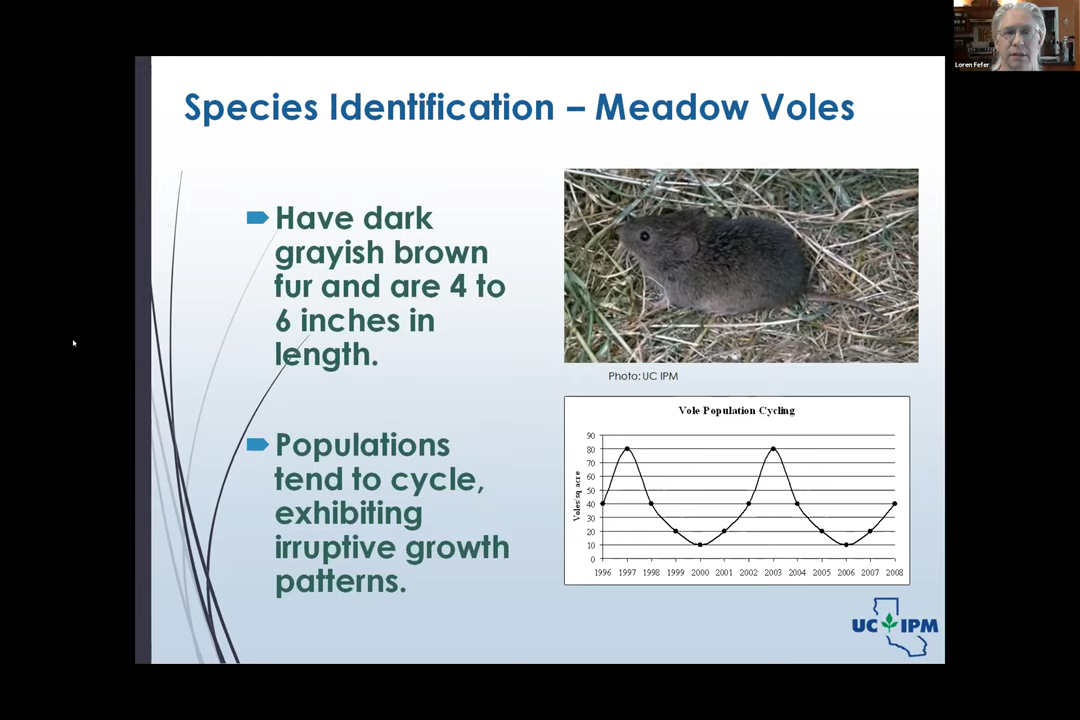 Loren Fefer
Species Identification – Meadow Voles
Have dark
grayish brown
fur and are 4 to
6 inches in
length.
Populations
tend to cycle,
exhibiting
irruptive growth
patterns.
Photo: UC IPM
Vole Population Cycling
Voles/sq acre
90
80
70
60
50
40
30
20
10
0
1996 1997 1998 1999 2000 2001 2002 2003 2004 2005 2006 2007 2008
UC IPM